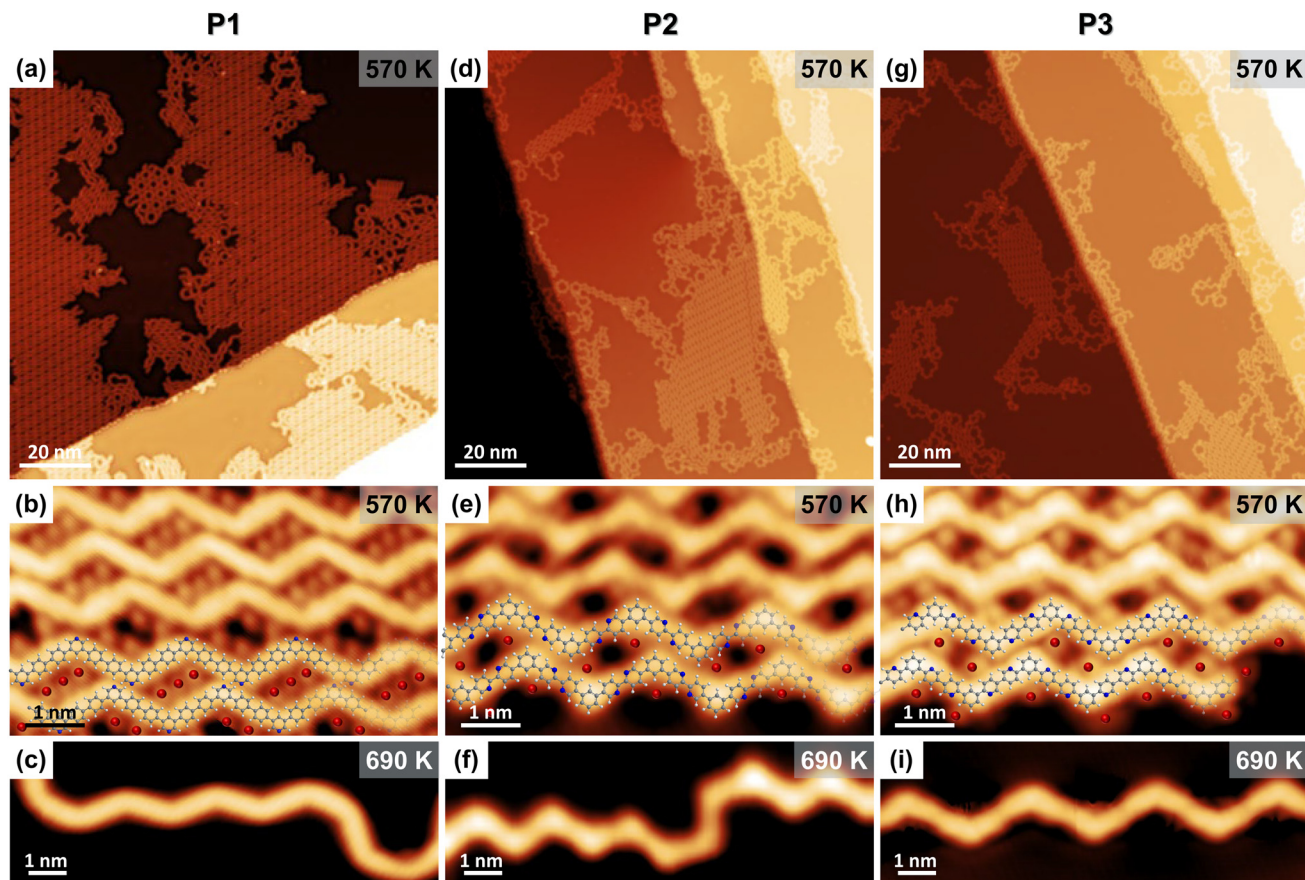 P1
P2
P3
(a)
570 K
(d)
570 K
(g)
570 K
20 nm
20 nm
20 nm
(b)
570 K
(e)
570 K
(h)
570 K
1 nm
1 nm
1 nm
(c)
690 K
(f)
690 K
(i)
690 K
1 nm
1 nm
1 nm